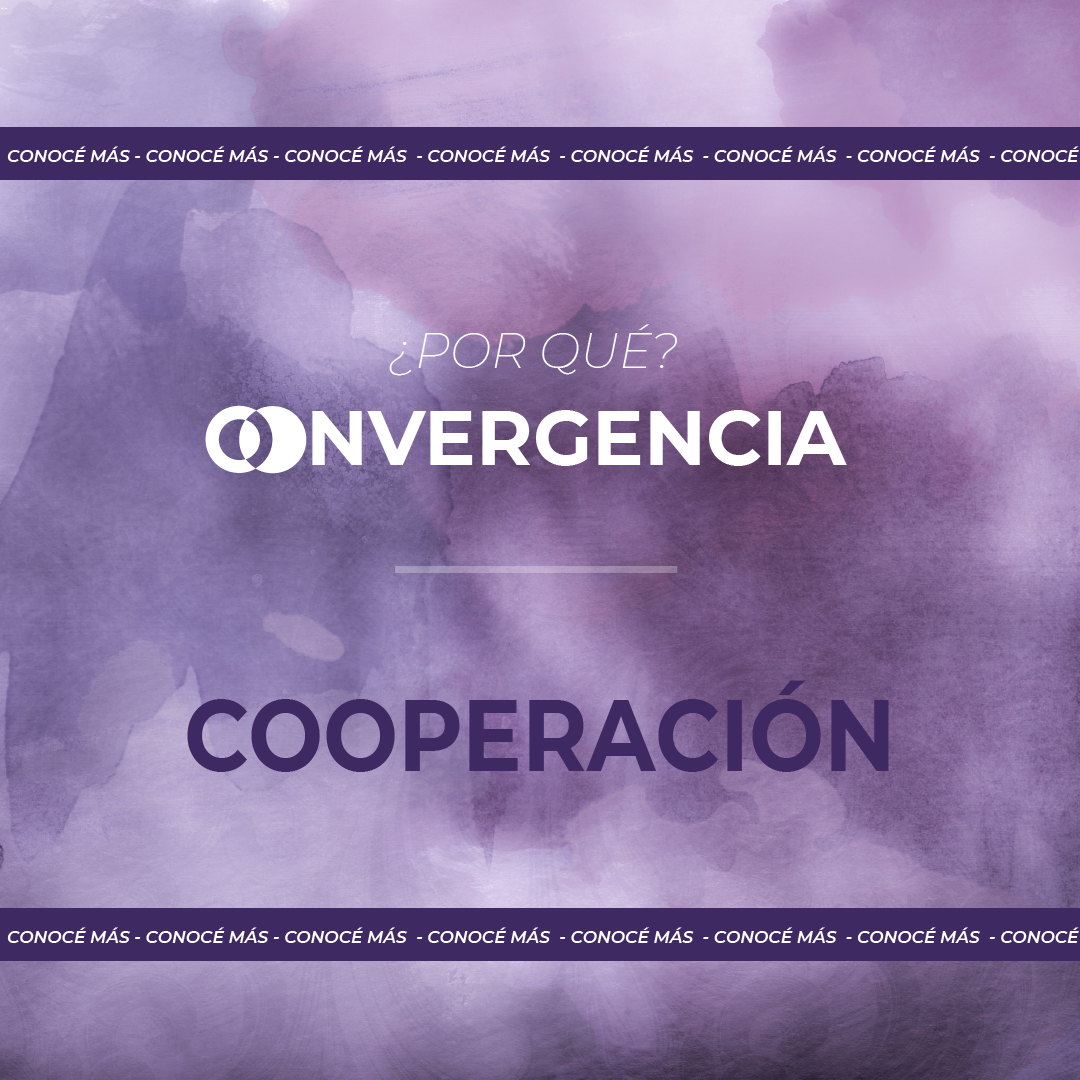 CONOCÉ MÁS - CONOCÉ MÁS - CONOCÉ MÁS - CONOCÉ MÁS - CONOCÉ MÁS - CONOCÉ MÁS - CONOCÉ MÁS - CONOCÉ
¿POR QUÉ?
CONVERGENCIA
COOPERACIÓN
CONOCÉ MÁS - CONOCÉ MÁS - CONOCÉ MÁS - CONOCÉ MÁS - CONOCÉ MÁS - CONOCÉ MÁS - CONOCÉ MÁS - CONOCÉ